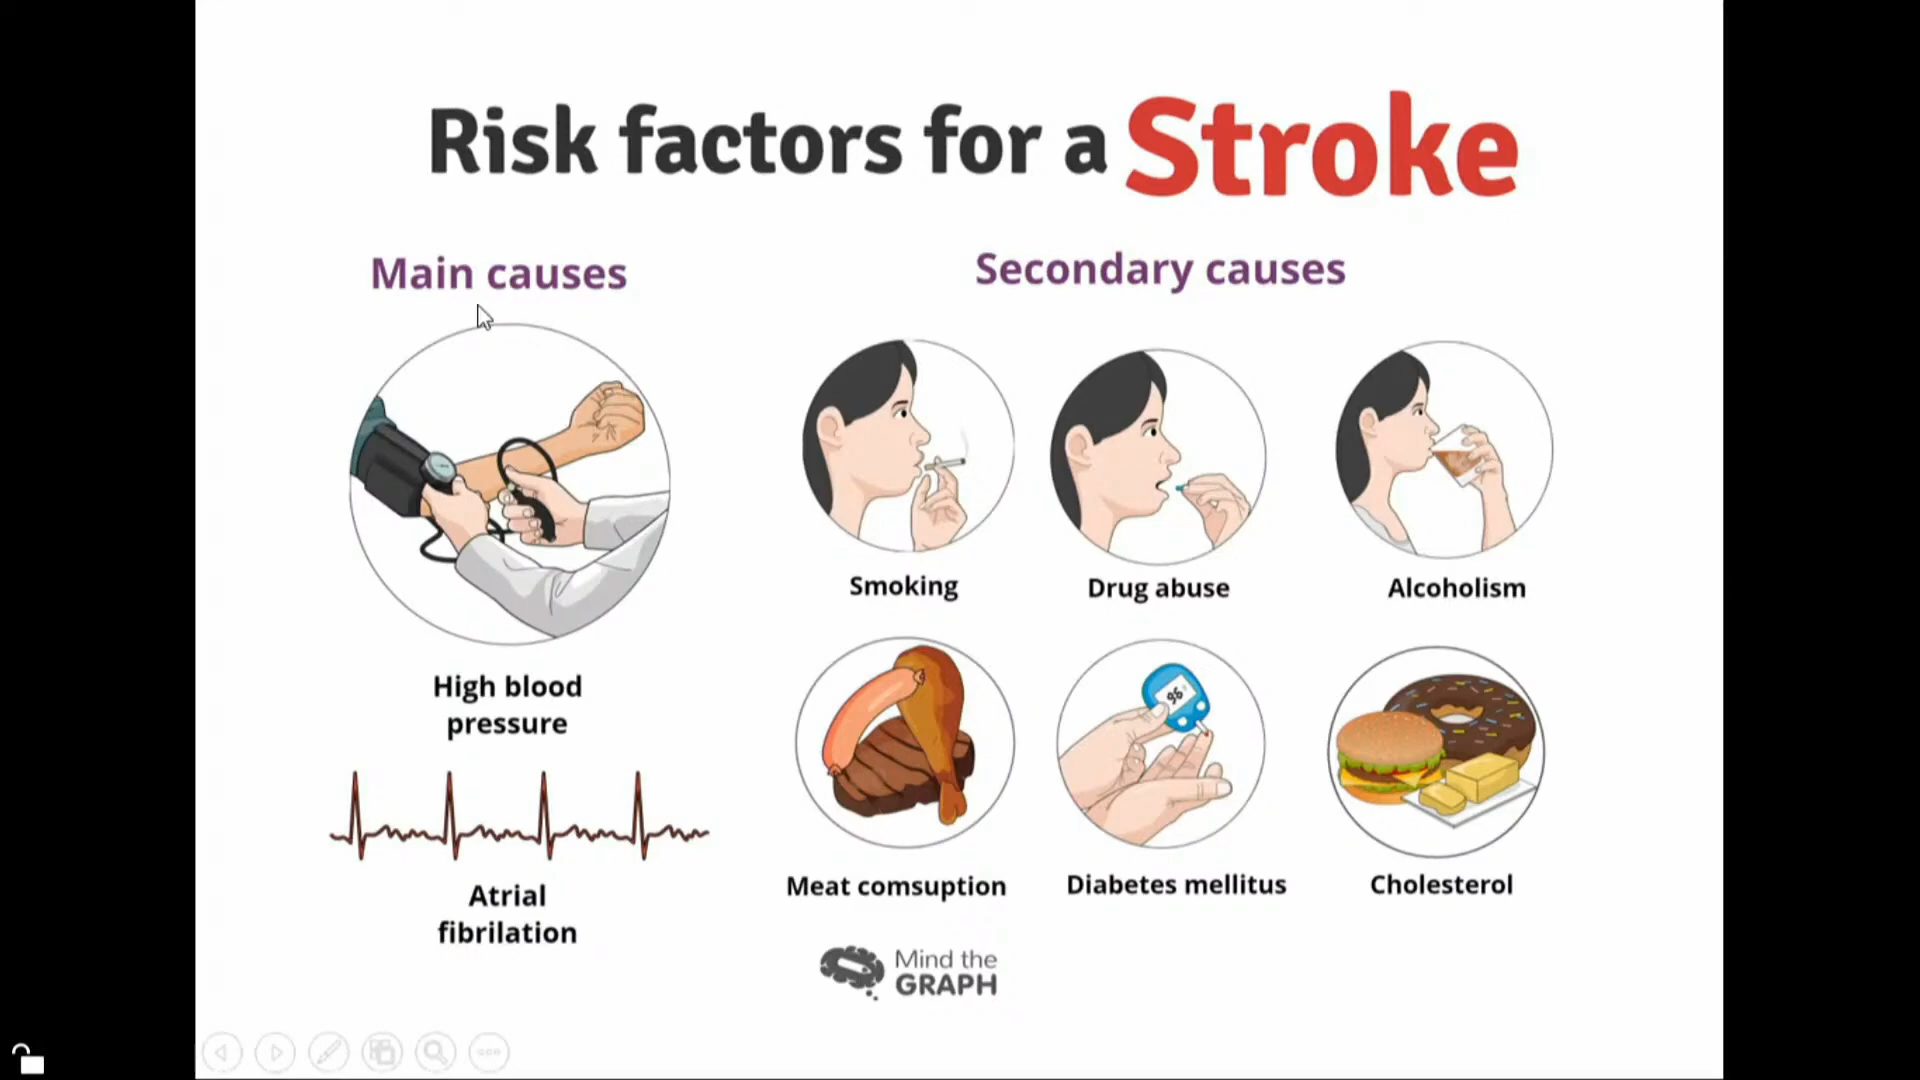 Risk factors for a Stroke
Main causes
Secondary causes
Smoking
Drug abuse
Alcoholism
High blood
pressure
96
Meat comsuption
Diabetes mellitus
Cholesterol
Atrial
fibrilation
Mind the
GRAPH